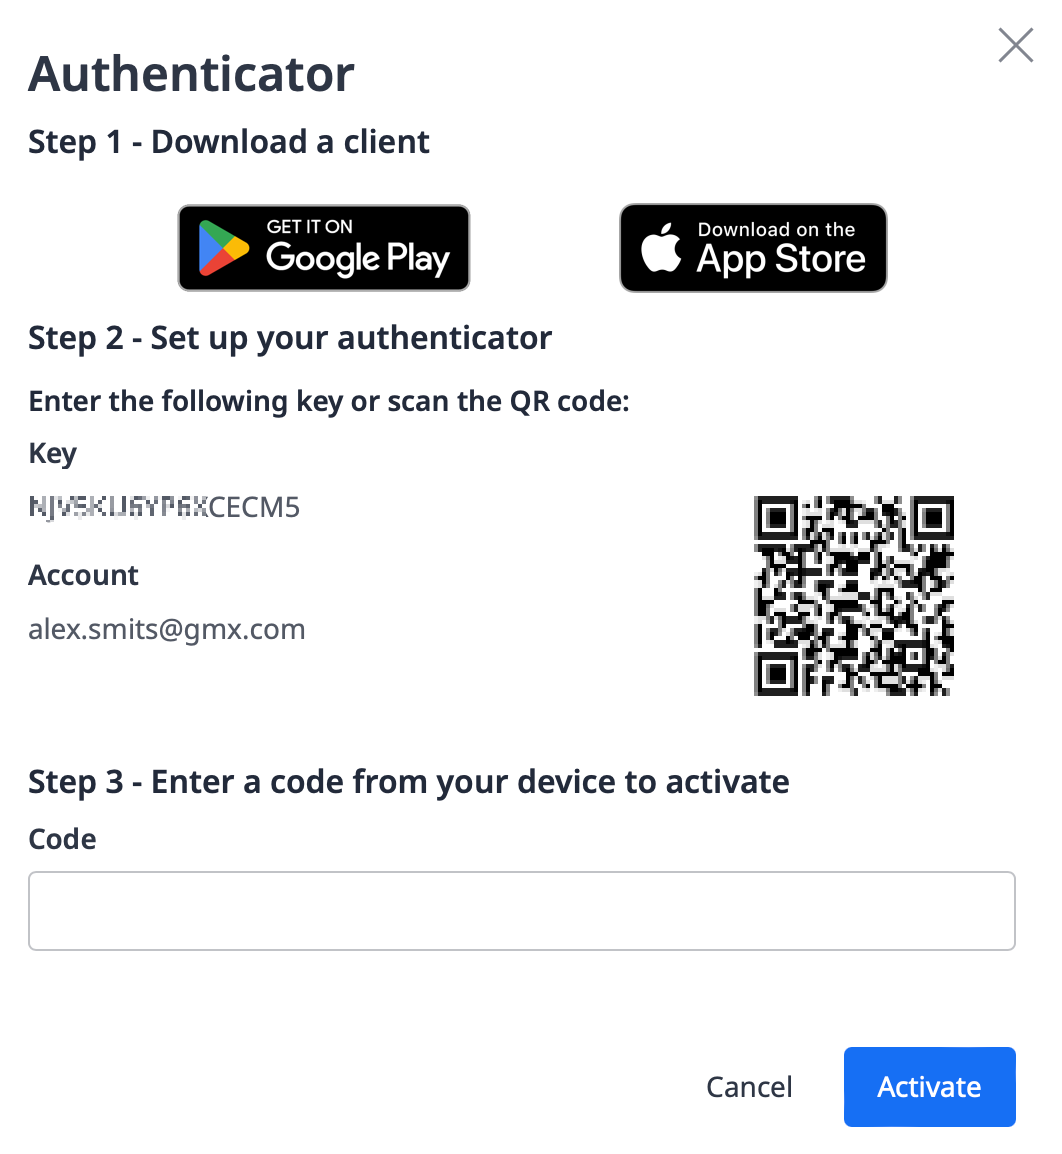 Authenticator
Step 1 - Download a client
GET IT ON
Google Play
Download on the
App Store
Step 2 - Set up your authenticator
Enter the following key or scan the QR code:
Key
CECM5
Account
alex.smits@gmx.com
Step 3 - Enter a code from your device to activate
Code
Cancel
Activate